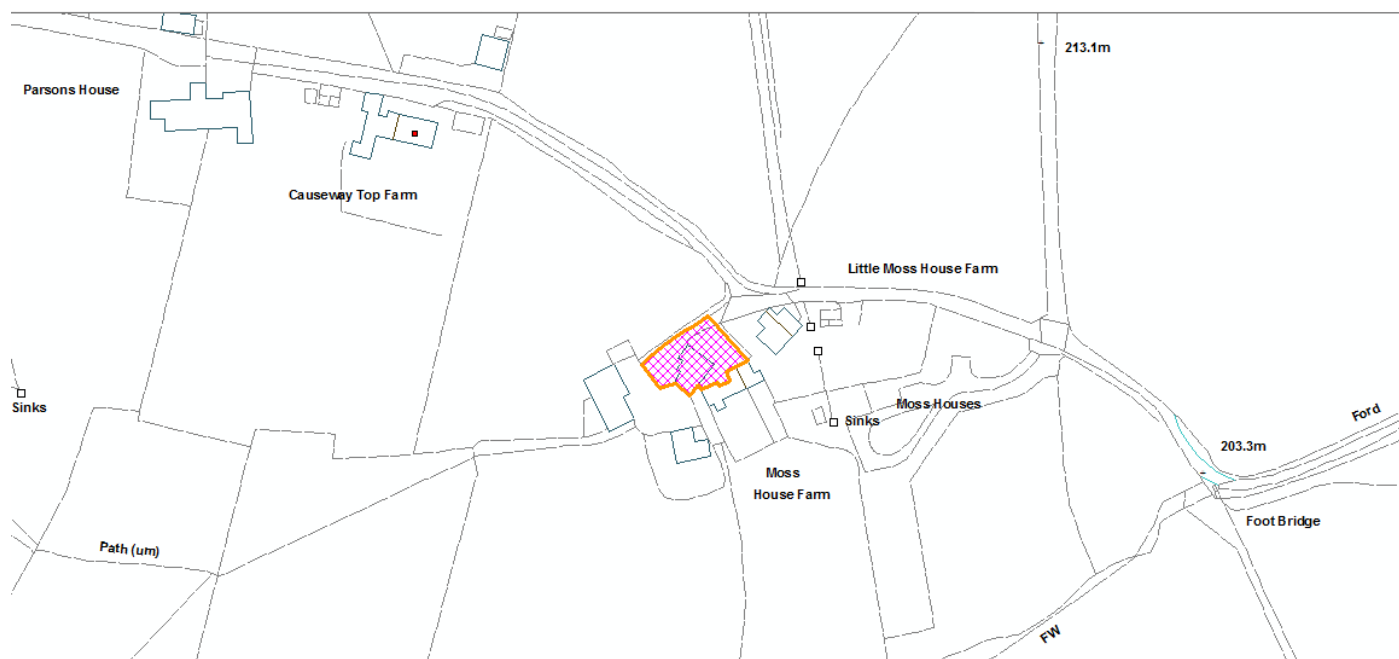 213.1m
Parsons House
Causeway Top Farm
Little Moss House Farm
Sinks
Moss Houses
Ford
Sinks
203.3m
Moss
House Farm
Foot Bridge
Path (um)
FW